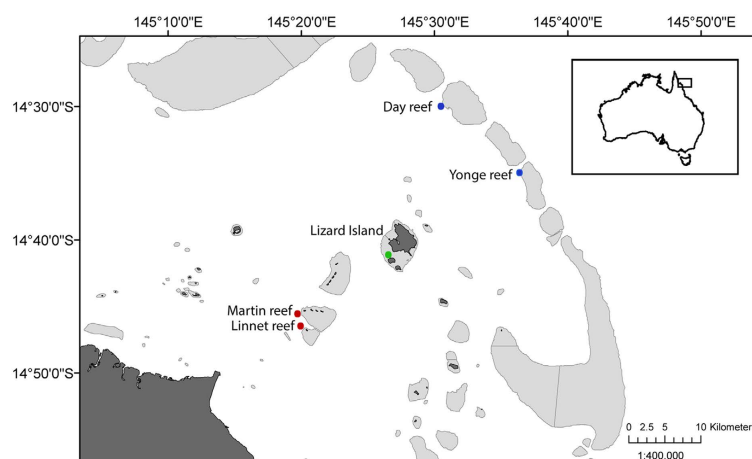 145°10'0"E 145°20'0"E 145°30'0"E 145°40'0"E 145°50'0"E
14°30'0"S
Day reef
Yonge reef
14°40'0"S
Lizard Island
Martin reef
Linnet reef
14°50'0"S
0 2.5 5 10 Kilometer
1:400.000